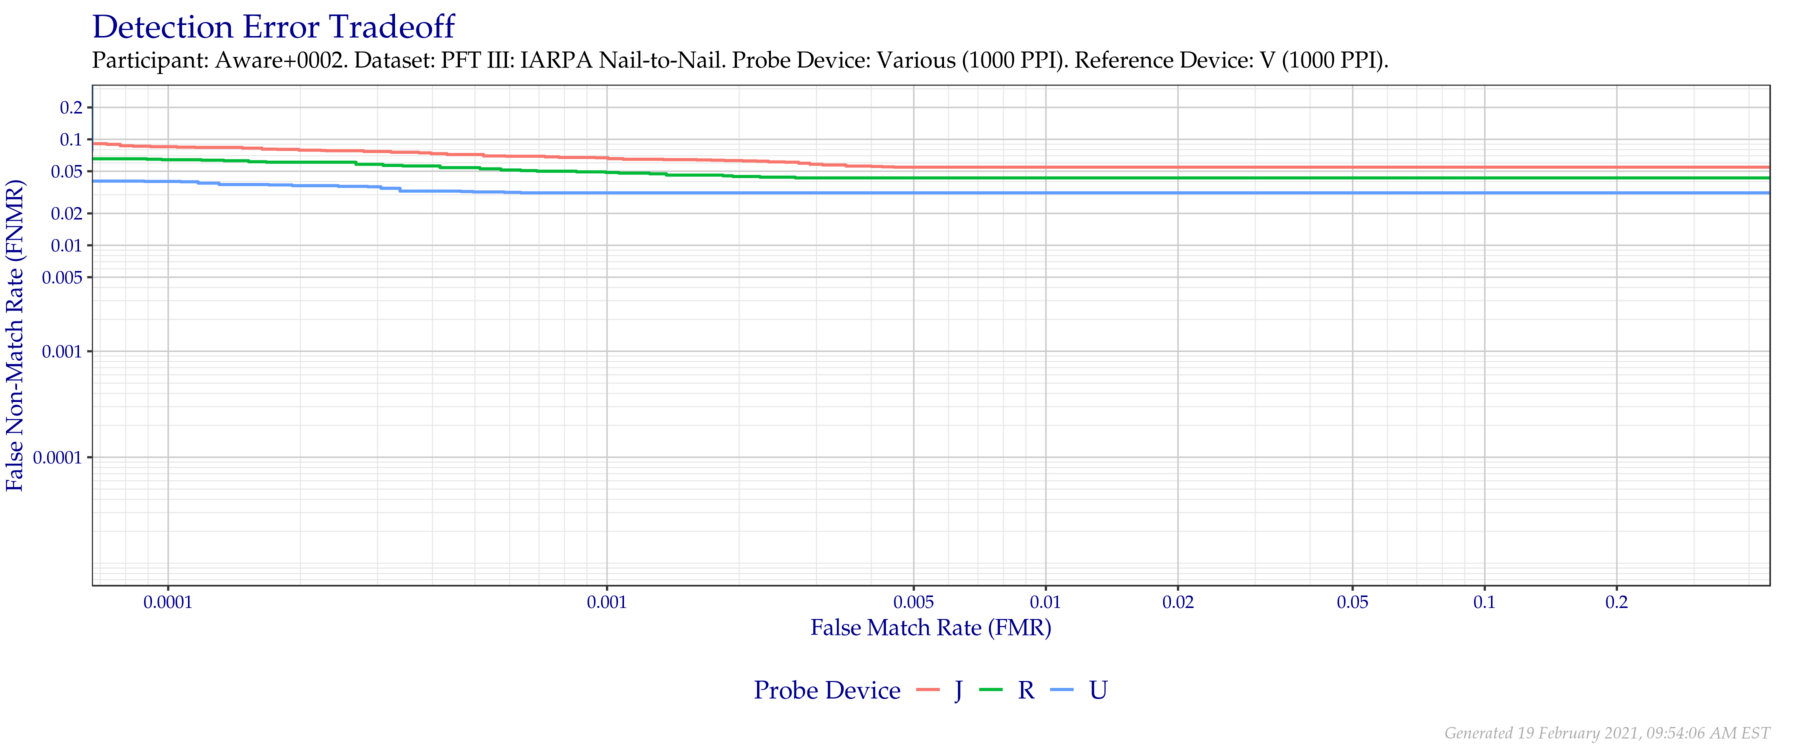 Detection Error Tradeoff
Participant: Aware+0002. Dataset: PFT III: IARPA Nail-to-Nail. Probe Device: Various (1000 PPI). Reference Device: V (1000 PPI).
False Non-Match Rate (FNMR)
0.2
0.1
0.05
0.02
0.01
0.005
0.001
0.0001
0.0001 0.001 0.005 0.01 0.02 0.05 0.1 0.2
False Match Rate (FMR)
Probe Device J R U
Generated 19 February 2021, 09:54:06 AM EST